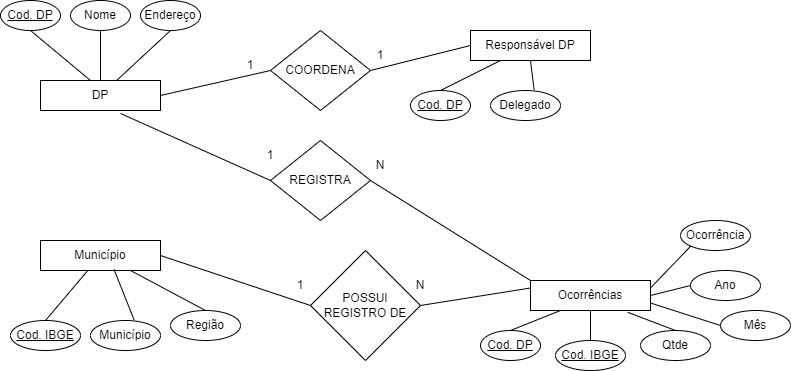 Cod. DP
Nome
Endereço
DP
1
COORDENA
1
Responsável DP
Cod. DP
Delegado
1
REGISTRA
N
Município
Cod. IBGE
Município
Região
1
POSSUI
REGISTRO DE
N
Ocorrências
Ocorrência
Ano
Mês
Cod. DP
Cod. IBGE
Qtde